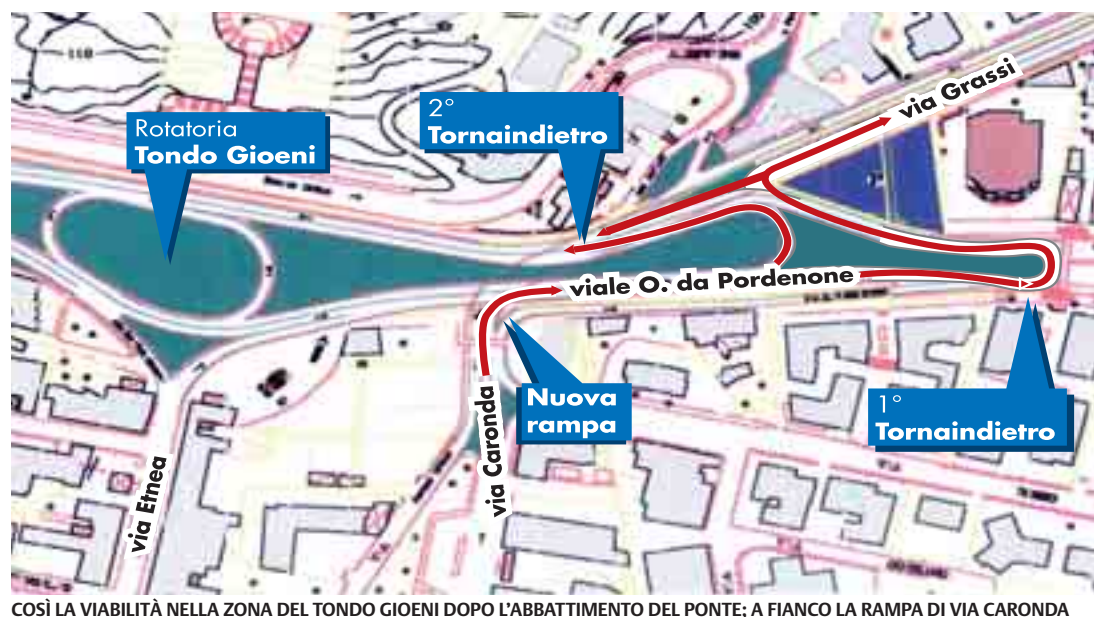 110
Rotatoria
Tondo Gioeni
2°
Tornaindietro
via Grassi
viale O. da Pordenone
Nuova
rampa
1°
Tornaindietro
via Caronda
via Etnea
COSÌ LA VIABILITÀ NELLA ZONA DEL TONDO GIOENI DOPO L'ABBATTIMENTO DEL PONTE; A FIANCO LA RAMPA DI VIA CARONDA